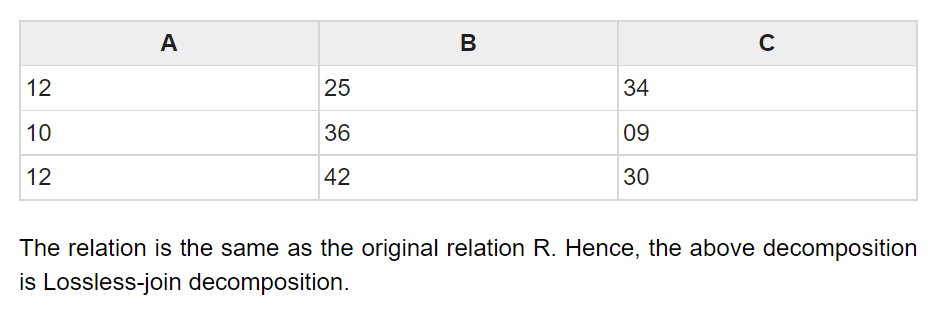 A B C
12 25 34
10 36 09
12 42 30
The relation is the same as the original relation R. Hence, the above decomposition
is Lossless-join decomposition.